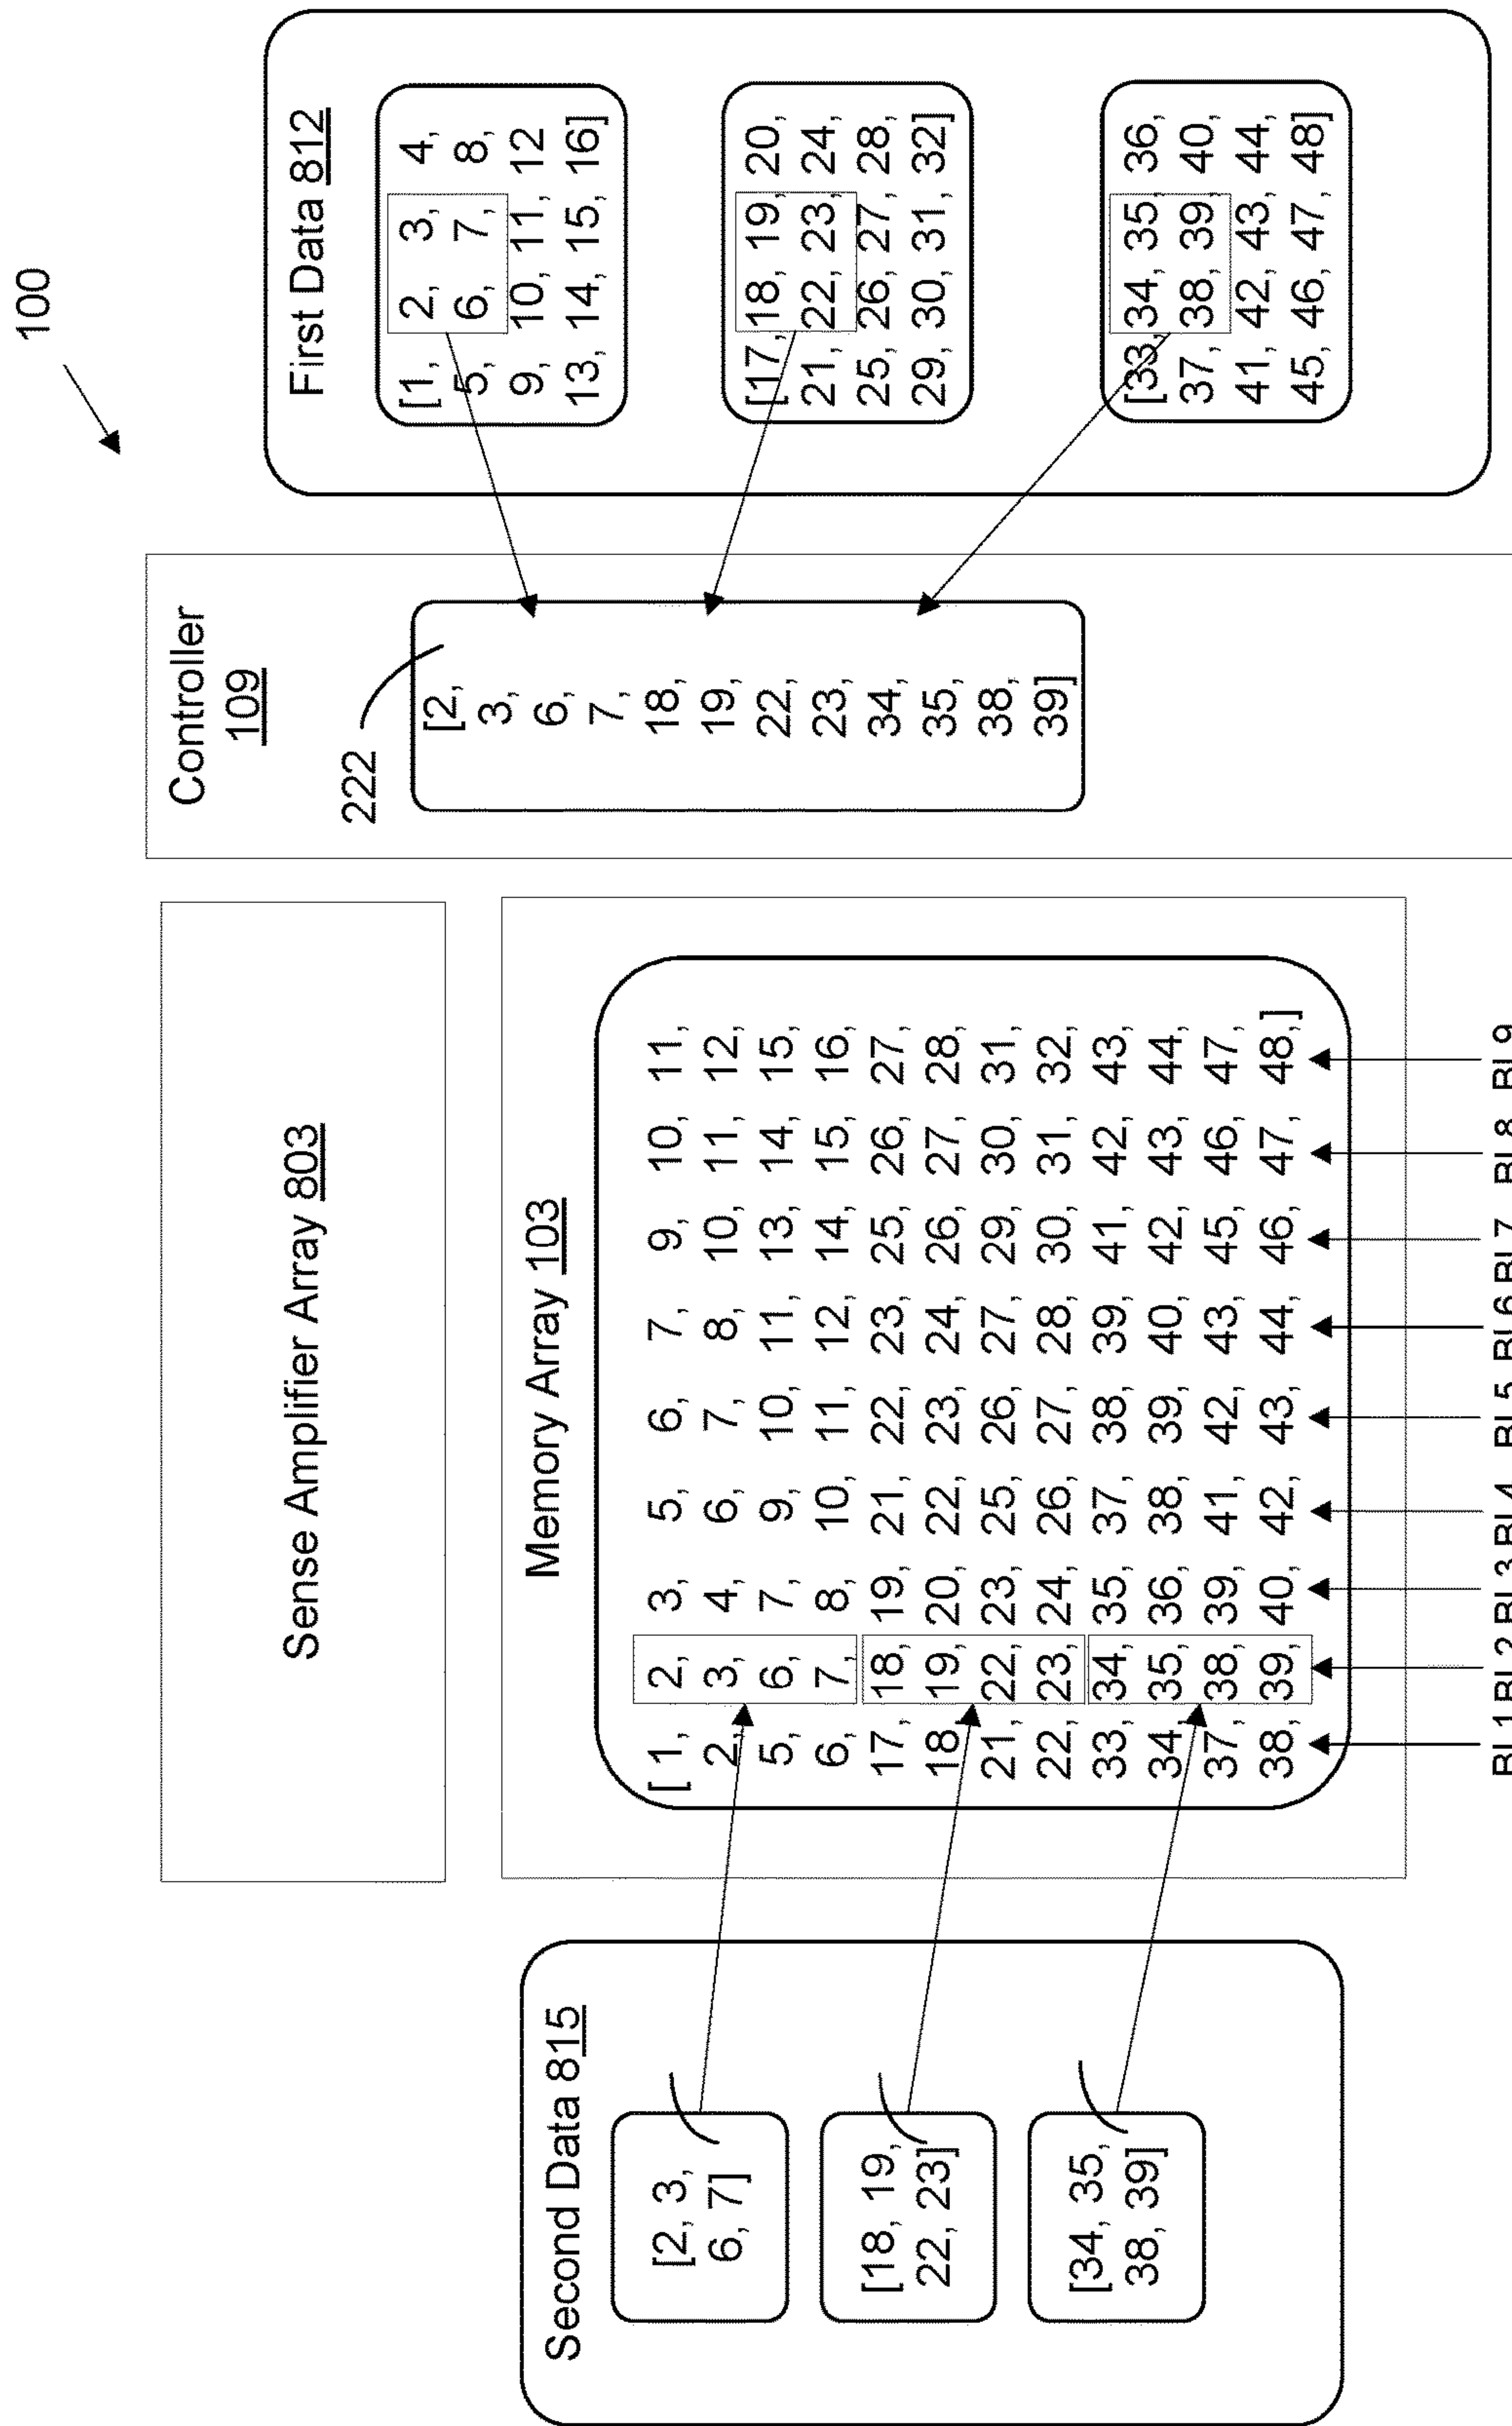 100
Second Data 815
[2, 3,
6, 7]
[18, 19,
22, 23]
[34, 35,
38, 39]
Sense Amplifier Array 803
Memory Array 103
[ 1, 2, 3, 5, 6, 7, 9, 10, 11,
2, 3, 4, 6, 7, 8, 10, 11, 12,
5, 6, 7, 9, 10, 11, 13, 14, 15,
6, 7, 8, 10, 11, 12, 14, 15, 16,
17, 18, 19, 21, 22, 23, 25, 26, 27,
18, 19, 20, 22, 23, 24, 26, 27, 28,
21, 22, 23, 25, 26, 27, 29, 30, 31,
22, 23, 24, 26, 27, 28, 30, 31, 32,
33, 34, 35, 37, 38, 39, 41, 42, 43,
34, 35, 36, 38, 39, 40, 42, 43, 44,
37, 38, 39, 41, 42, 43, 45, 46, 47,
38, 39, 40, 42, 43, 44, 46, 47, 48,]
BL1 BL2 BL3 BL4 BL5 BL6 BL7 BL8 BL9
Controller
109
222
[2,
3,
6,
7,
18,
19,
22,
23,
34,
35,
38,
39]
First Data 812
[1, 2, 3, 4,
5, 6, 7, 8,
9, 10, 11, 12
13, 14, 15, 16]
[17, 18, 19, 20,
21, 22, 23, 24,
25, 26, 27, 28,
29, 30, 31, 32]
[33, 34, 35, 36,
37, 38, 39, 40,
41, 42, 43, 44,
45, 46, 47, 48]